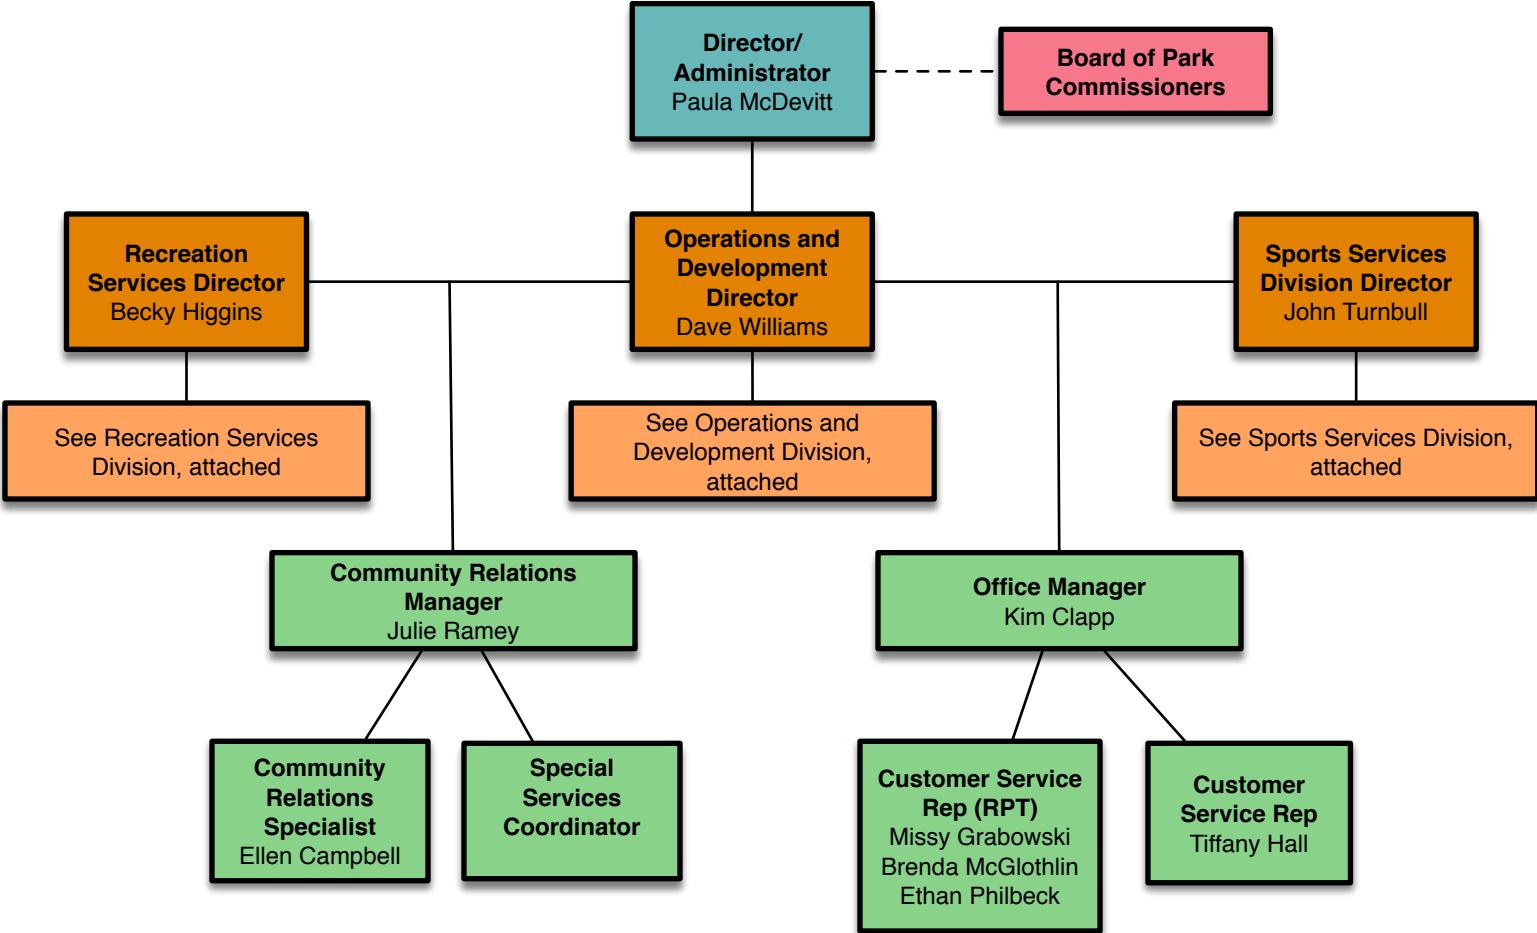 Director/
Administrator
Paula McDevitt
Board of Park
Commissioners
Recreation
Services Director
Becky Higgins
Operations and
Development
Director
Dave Williams
Sports Services
Division Director
John Turnbull
See Recreation Services
Division, attached
See Operations and
Development Division,
attached
See Sports Services Division,
attached
Community Relations
Manager
Julie Ramey
Office Manager
Kim Clapp
Community
Relations
Specialist
Ellen Campbell
Special
Services
Coordinator
Customer Service
Rep (RPT)
Missy Grabowski
Brenda McGlothlin
Ethan Philbeck
Customer
Service Rep
Tiffany Hall